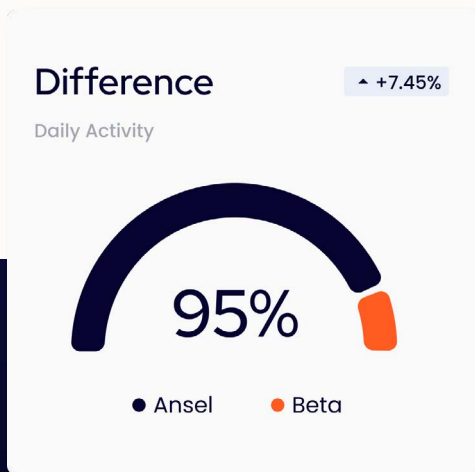 Difference
+7.45%
Daily Activity
95%
Ansel
Beta